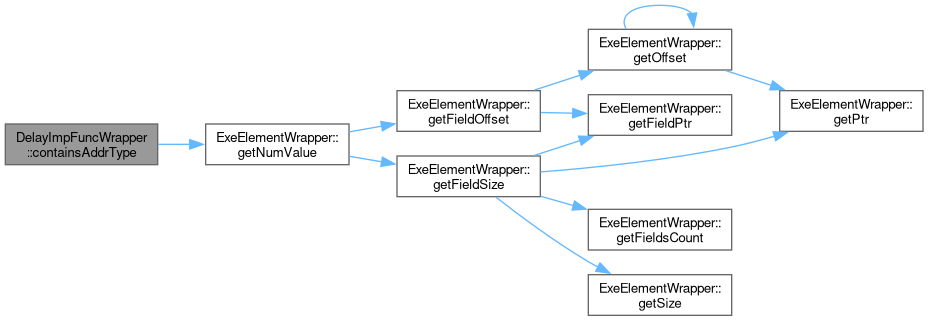 DelayImpFuncWrapper
::containsAddrType
ExeElementWrapper::
getNumValue
ExeElementWrapper::
getFieldOffset
ExeElementWrapper::
getFieldSize
ExeElementWrapper::
getOffset
ExeElementWrapper::
getFieldPtr
ExeElementWrapper::
getFieldsCount
ExeElementWrapper::
getSize
ExeElementWrapper::
getPtr